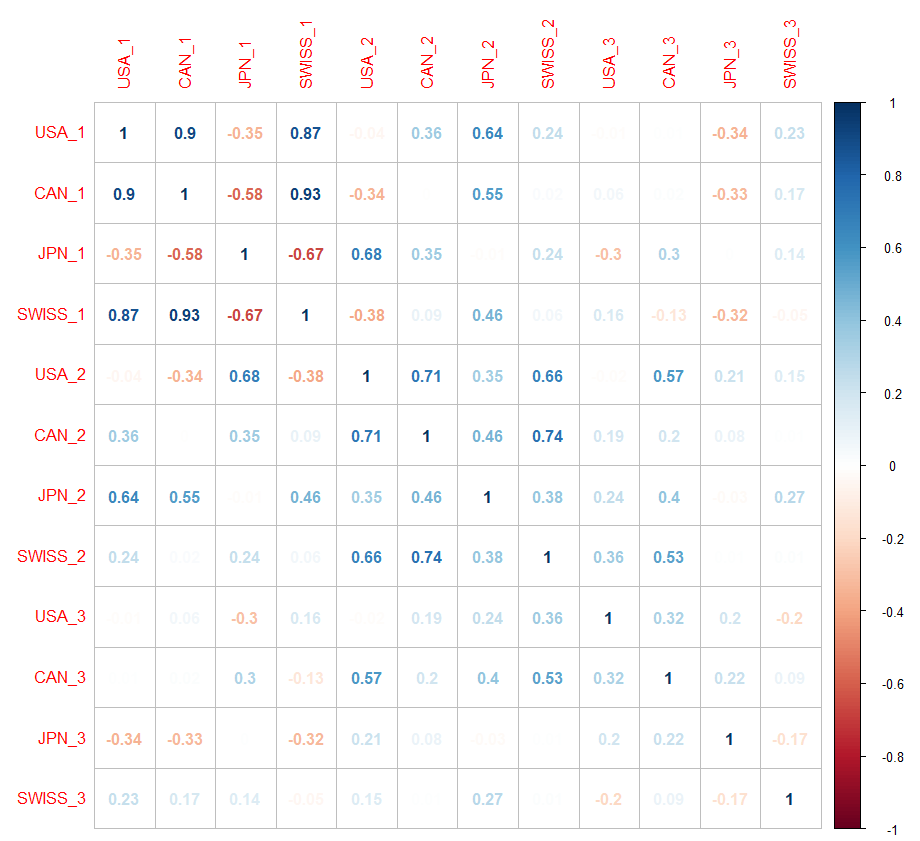 USA_1 CAN_1 JPN_1 SWISS_1 USA_2 CAN_2 JPN_2 SWISS_2 USA_3 CAN_3 JPN_3 SWISS_3
USA_1 1 0.9 -0.35 0.87 -0.04 0.36 0.64 0.24 -0.34 0.23
CAN_1 0.9 1 -0.58 0.93 -0.34 0.55 0.02 0.06 -0.33 0.17
JPN_1 -0.35 -0.58 1 -0.67 0.68 0.35 0.24 -0.3 0.3 0.14
SWISS_1 0.87 0.93 -0.67 1 -0.38 0.09 0.46 0.06 0.16 -0.13 -0.32 -0.05
USA_2 -0.04 -0.34 0.68 -0.38 1 0.71 0.35 0.66 0.57 0.21 0.15
CAN_2 0.36 0.35 0.09 0.71 1 0.46 0.74 0.19 0.2 0.08
JPN_2 0.64 0.55 0.46 0.35 0.46 1 0.38 0.24 0.4 0.27
SWISS_2 0.24 0.02 0.24 0.06 0.66 0.74 0.38 1 0.36 0.53
USA_3 0.06 -0.3 0.16 0.19 0.24 0.36 1 0.32 0.2 -0.2
CAN_3 0.3 -0.13 0.57 0.2 0.4 0.53 0.32 1 0.22 0.09
JPN_3 -0.34 -0.33 -0.32 0.21 0.08 0.2 0.22 1 -0.17
SWISS_3 0.23 0.17 0.14 -0.05 0.15 0.27 -0.2 0.09 -0.17 1
1
0.8
0.6
0.4
0.2
0
-0.2
-0.4
-0.6
-0.8
-1